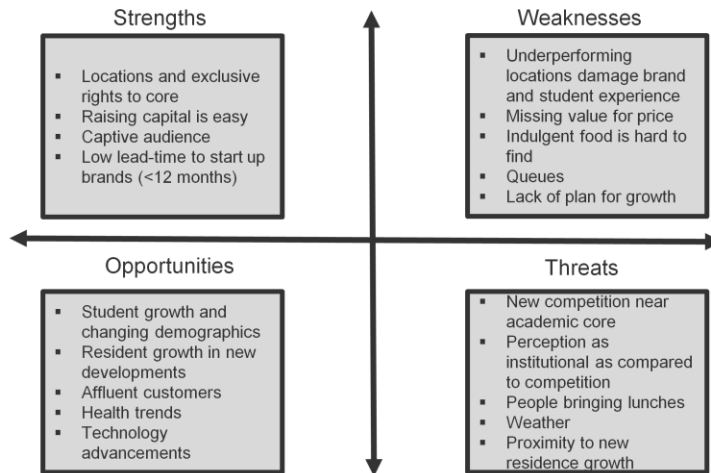 Strengths
▪ Locations and exclusive
rights to core
▪ Raising capital is easy
▪ Captive audience
▪ Low lead-time to start up
brands (<12 months)
Weaknesses
▪ Underperforming
locations damage brand
and student experience
▪ Missing value for price
▪ Indulgent food is hard to
find
▪ Queues
▪ Lack of plan for growth
Opportunities
▪ Student growth and
changing demographics
▪ Resident growth in new
developments
▪ Affluent customers
▪ Health trends
▪ Technology
advancements
Threats
▪ New competition near
academic core
▪ Perception as
institutional as compared
to competition
▪ People bringing lunches
▪ Weather
▪ Proximity to new
residence growth